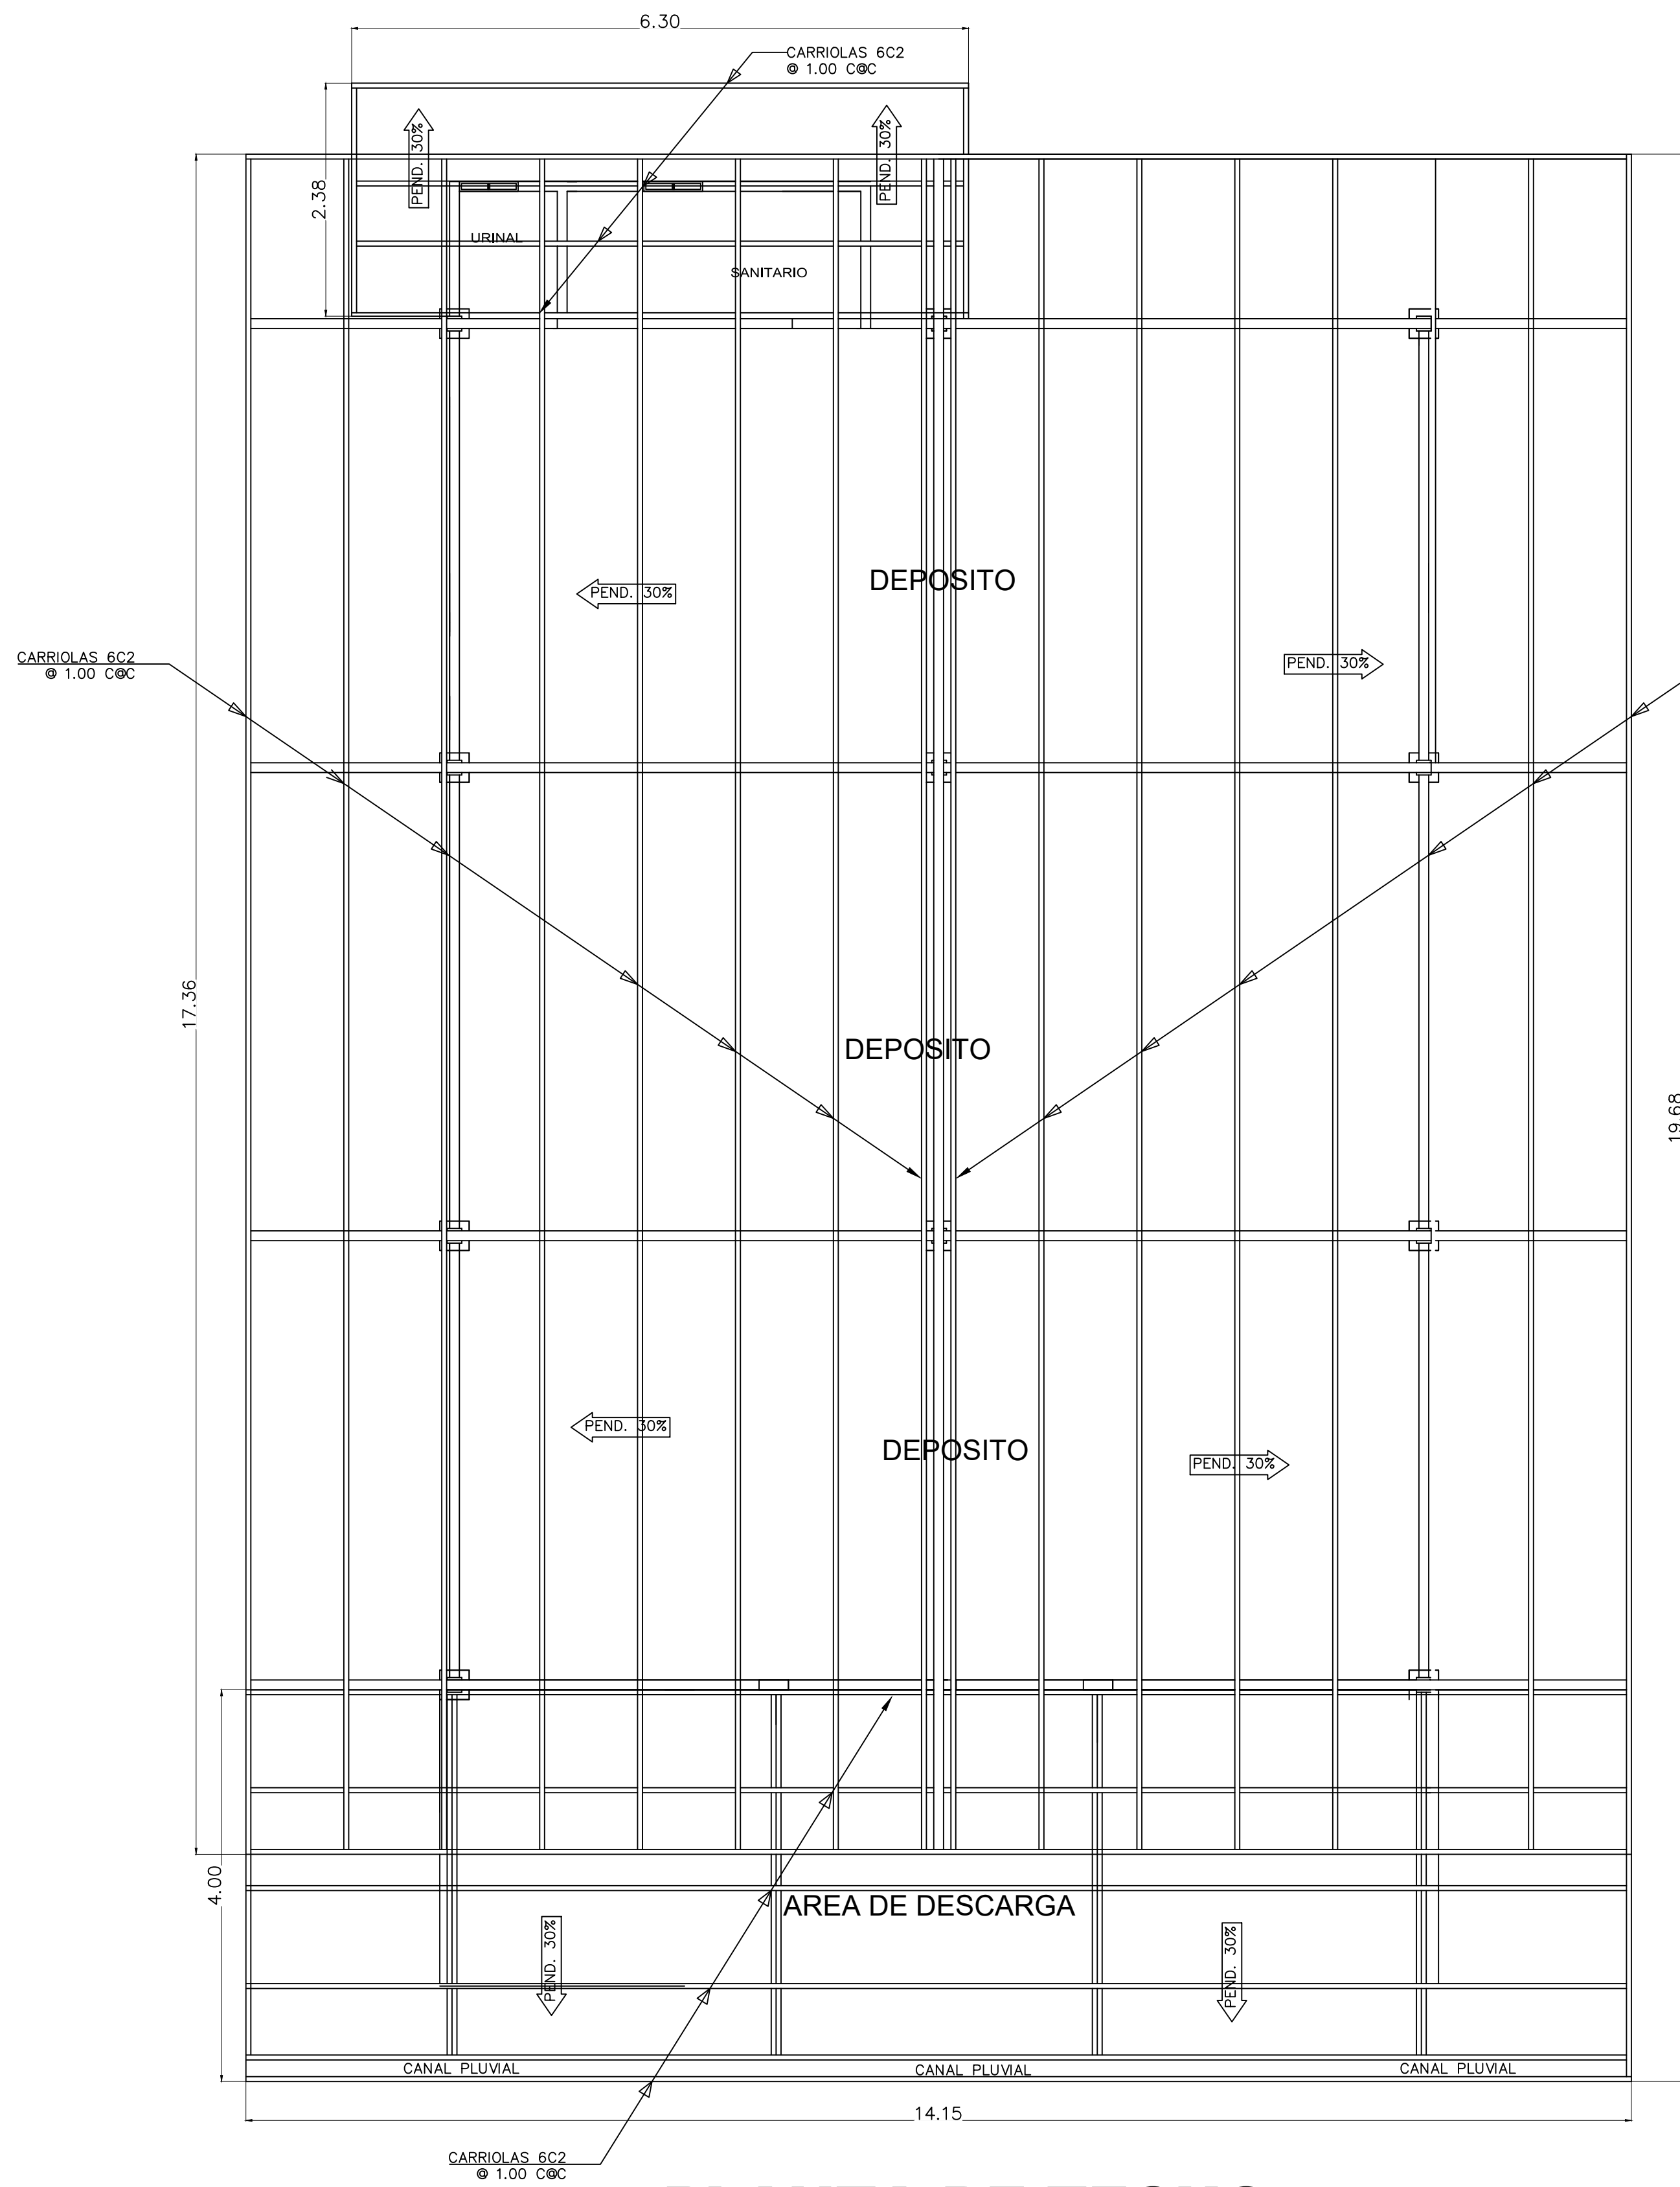 6.30
CARRIOLAS 6C2
@ 1.00 C@C
PEND. 30%
PEND. 30%
2.38
URINAL
SANITARIO
DEPOSITO
PEND. 30%
CARRIOLAS 6C2
@ 1.00 C@C
PEND. 30%
17.36
DEPOSITO
19.68
PEND. 30%
DEPOSITO
PEND. 30%
4.00
AREA DE DESCARGA
PEND. 30%
PEND. 30%
CANAL PLUVIAL
CANAL PLUVIAL
CANAL PLUVIAL
14.15
CARRIOLAS 6C2
@ 1.00 C@C